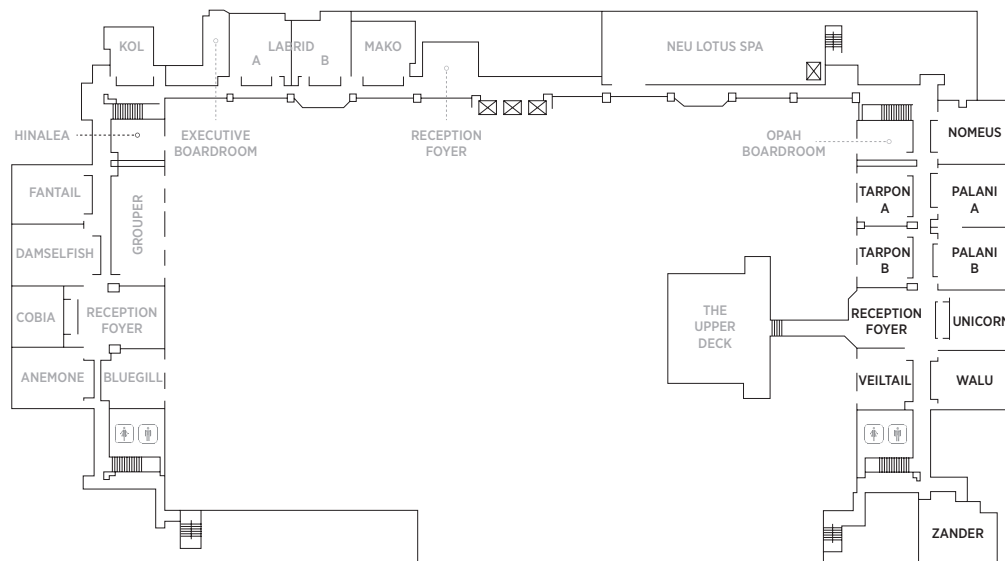 KOL
LABRID
A
B
MAKO
NEU LOTUS SPA
HINALEA
EXECUTIVE
BOARDROOM
RECEPTION
FOYER
OPAH
BOARDROOM
NOMEUS
FANTAIL
GROUPER
TARPON
A
PALANI
A
DAMSELFISH
TARPON
B
PALANI
B
COBIA
RECEPTION
FOYER
THE
UPPER
DECK
RECEPTION
FOYER
UNICORN
ANEMONE
BLUEGILL
VEILTAIL
WALU
ZANDER